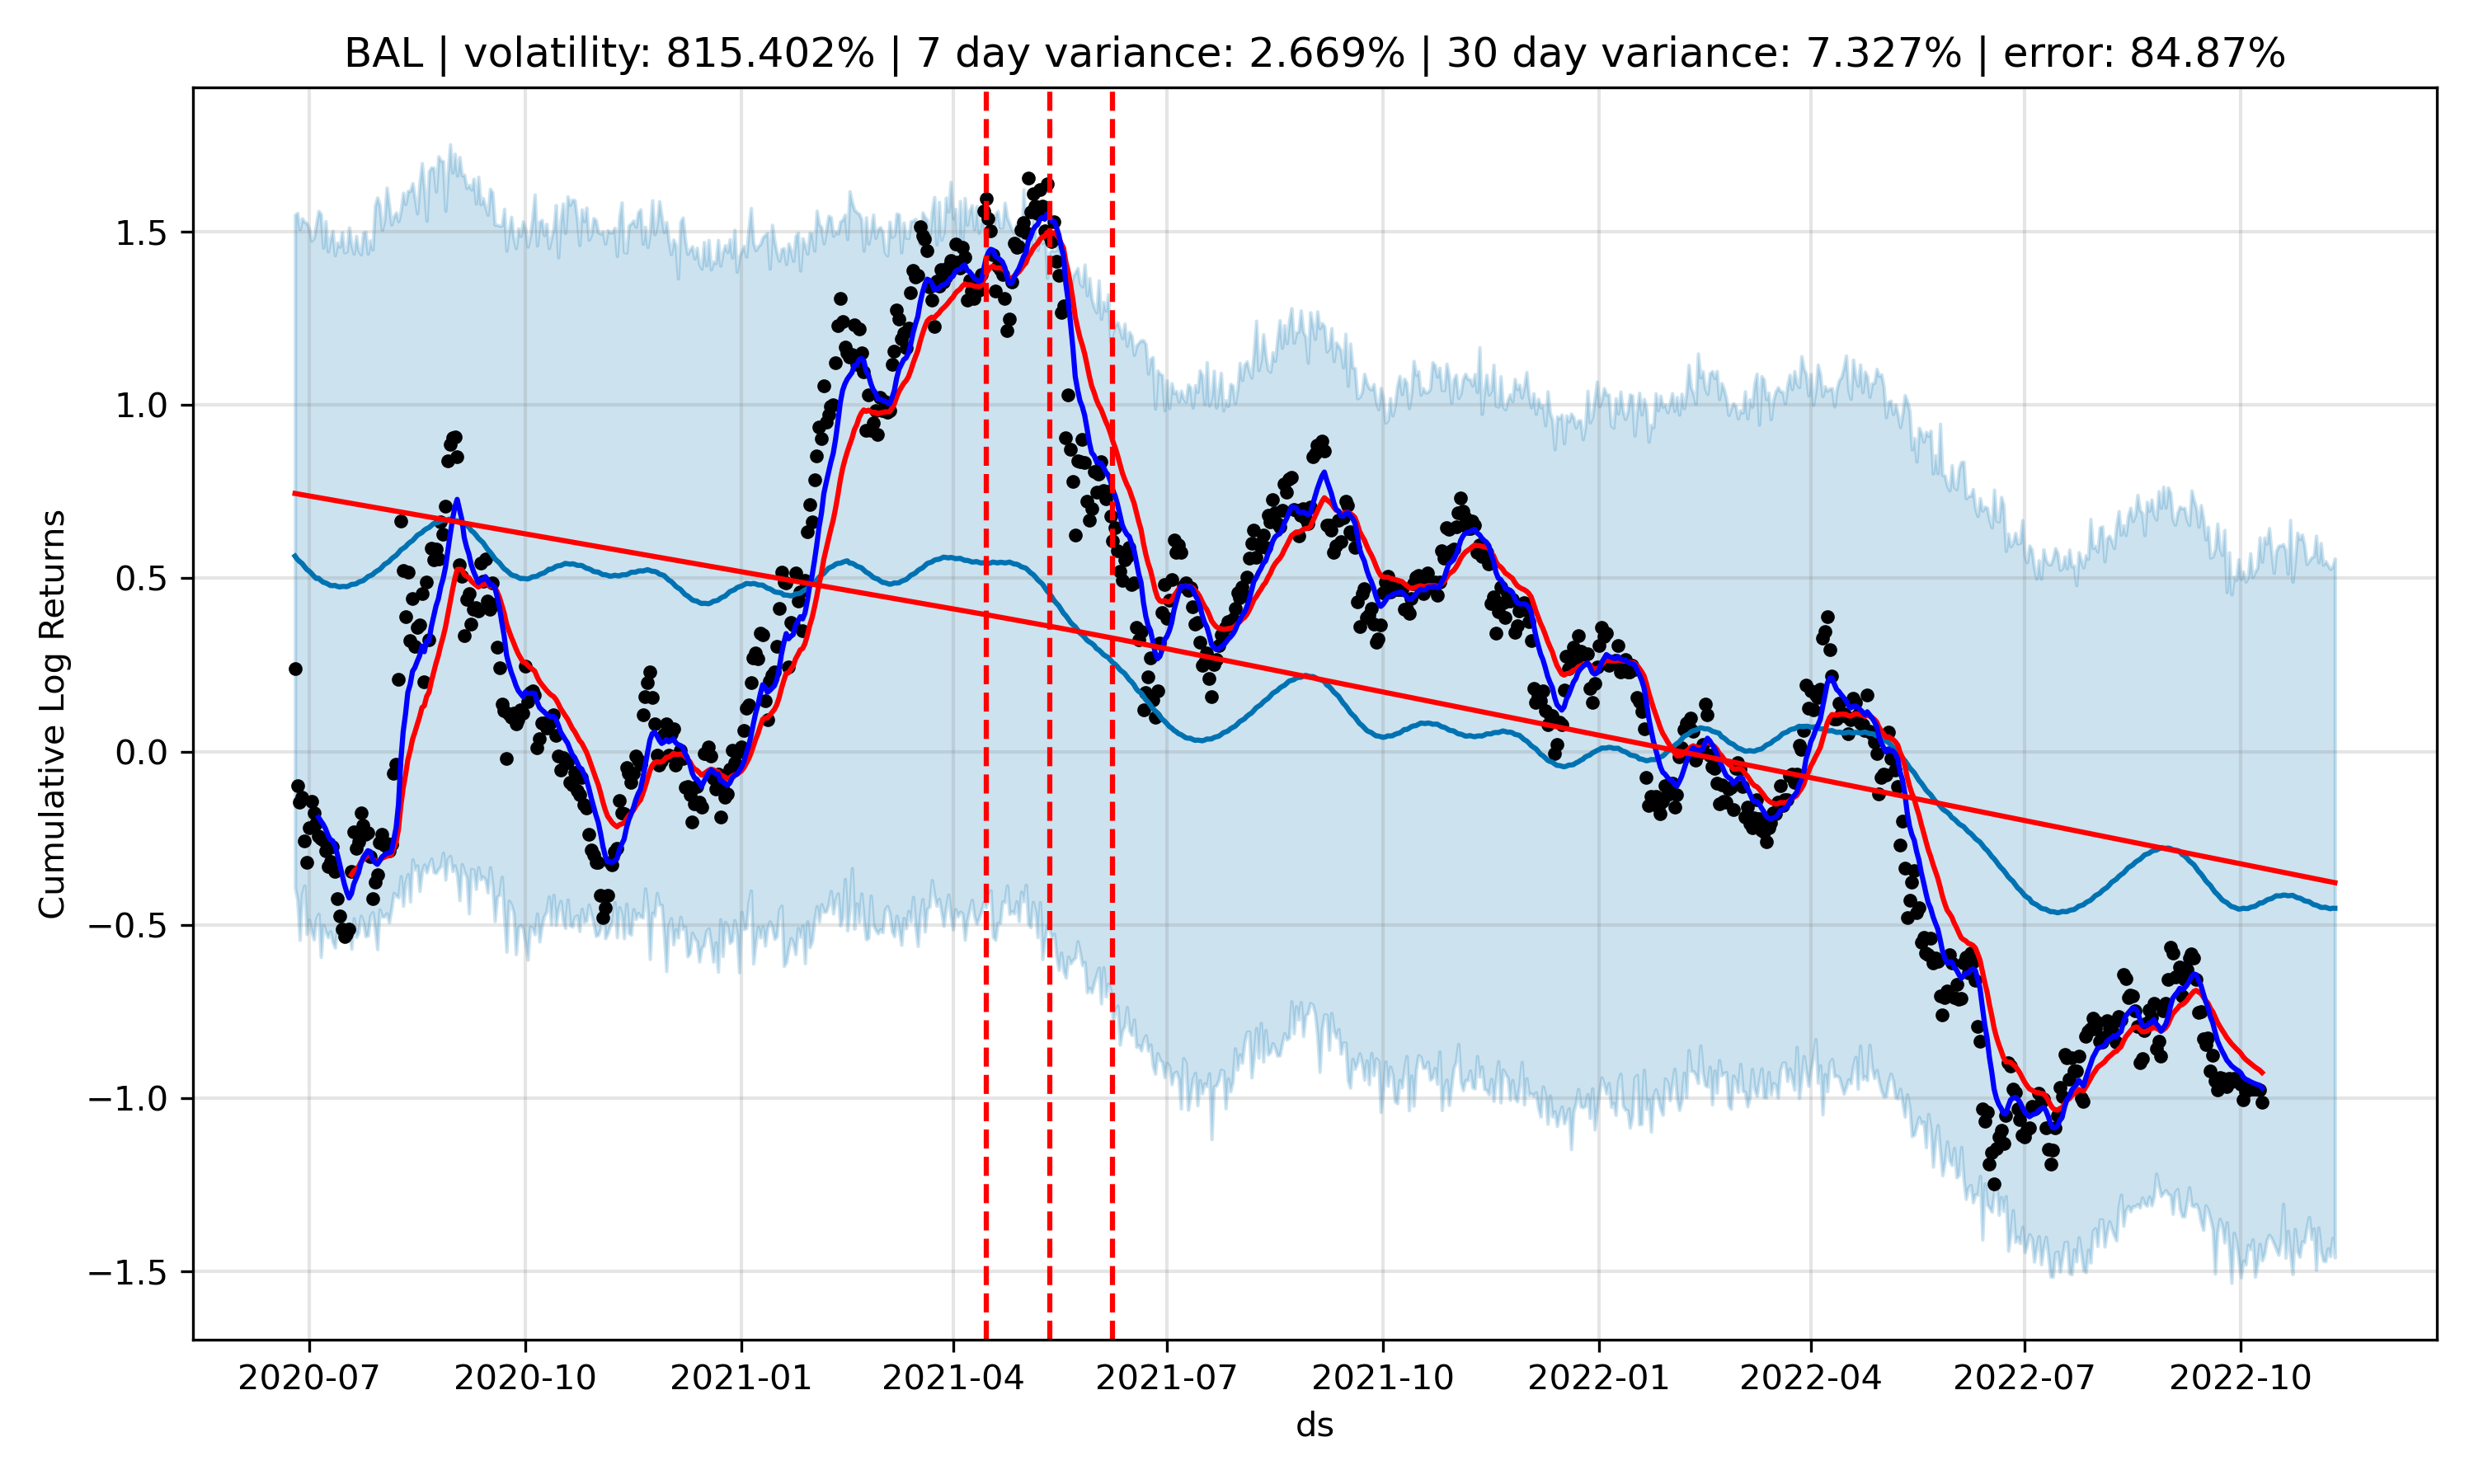 BAL | volatility: 815.402% | 7 day variance: 2.669% | 30 day variance: 7.327% | error: 84.87%
Cumulative Log Returns
1.5
1.0
0.5
0.0
−0.5
−1.0
−1.5
2020-07 2020-10 2021-01 2021-04 2021-07 2021-10 2022-01 2022-04 2022-07 2022-10
ds